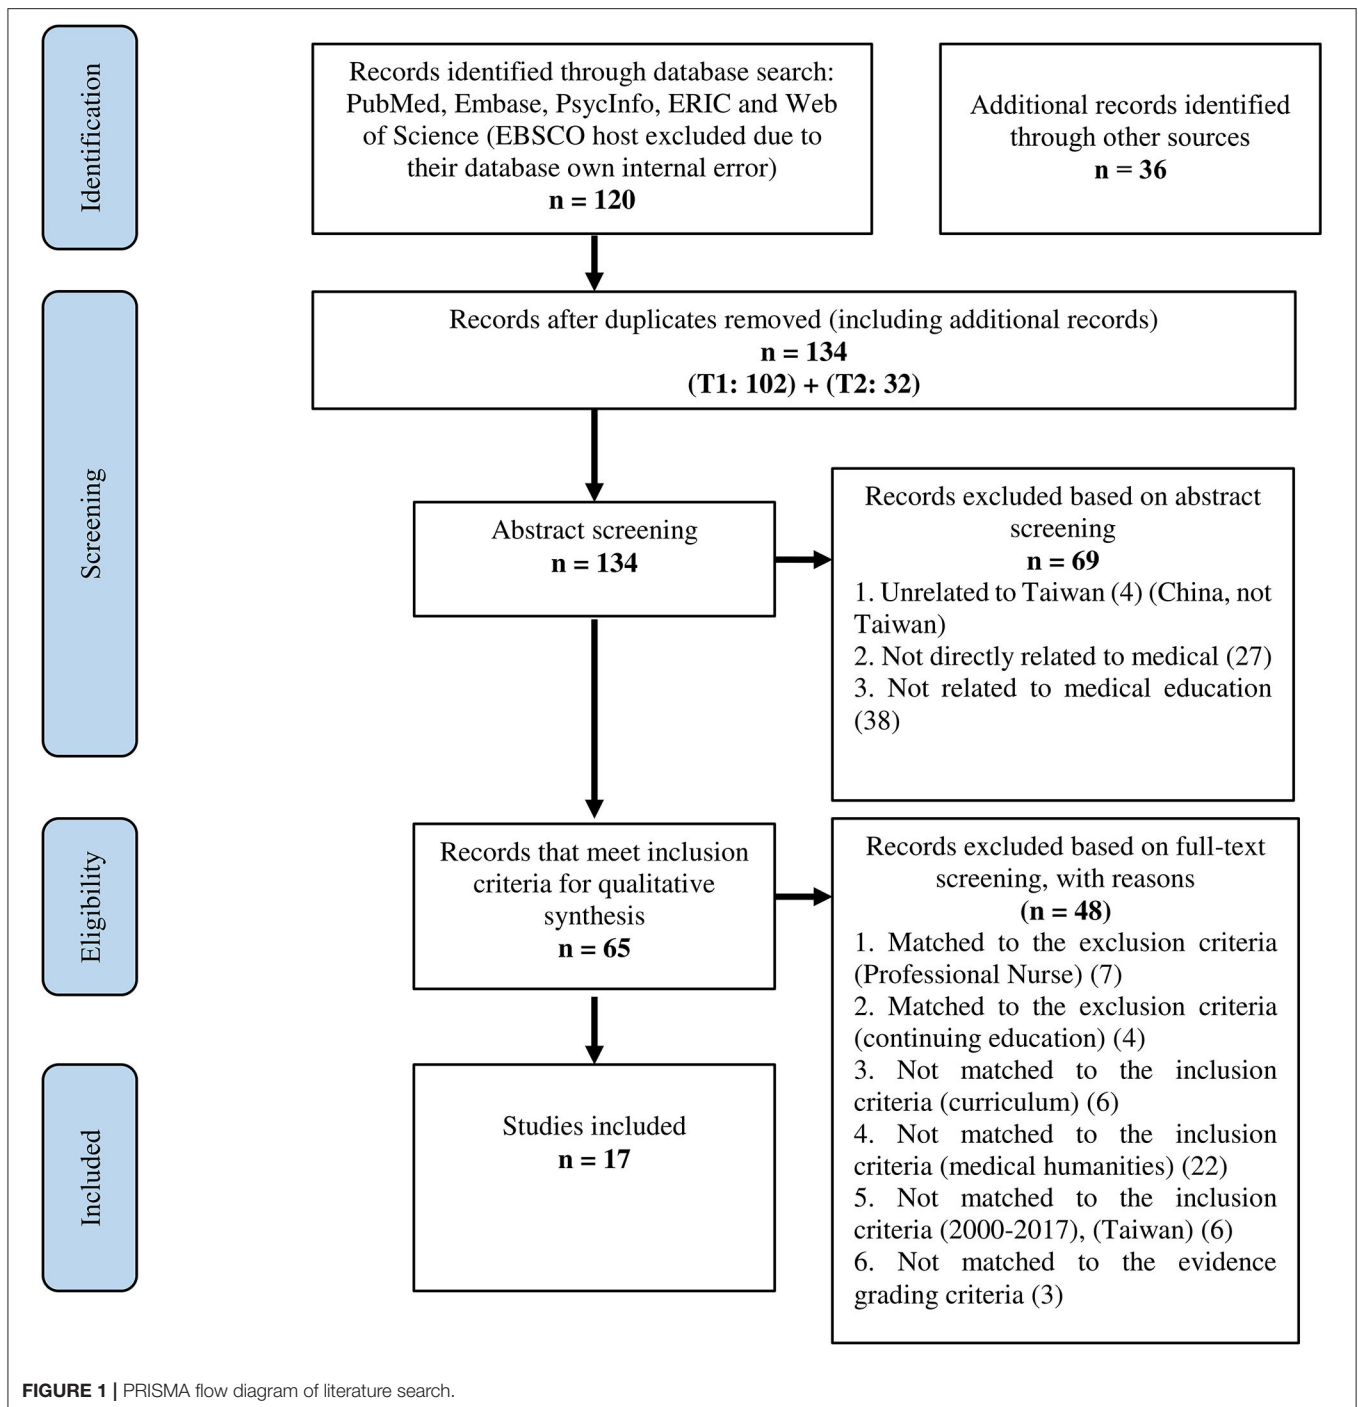 Identification
Records identified through database search:
PubMed, Embase, PsycInfo, ERIC and Web
of Science (EBSCO host excluded due to
their database own internal error)
n = 120
Additional records identified
through other sources
n = 36
Screening
Records after duplicates removed (including additional records)
n = 134
(T1: 102) + (T2: 32)
Abstract screening
n = 134
Records excluded based on abstract
screening
n = 69
1. Unrelated to Taiwan (4) (China, not
Taiwan)
2. Not directly related to medical (27)
3. Not related to medical education
(38)
Eligibility
Records that meet inclusion
criteria for qualitative
synthesis
n = 65
Records excluded based on full-text
screening, with reasons
(n = 48)
1. Matched to the exclusion criteria
(Professional Nurse) (7)
2. Matched to the exclusion criteria
(continuing education) (4)
3. Not matched to the inclusion
criteria (curriculum) (6)
4. Not matched to the inclusion
criteria (medical humanities) (22)
5. Not matched to the inclusion
criteria (2000-2017), (Taiwan) (6)
6. Not matched to the evidence
grading criteria (3)
Included
Studies included
n = 17
FIGURE 1 | PRISMA flow diagram of literature search.